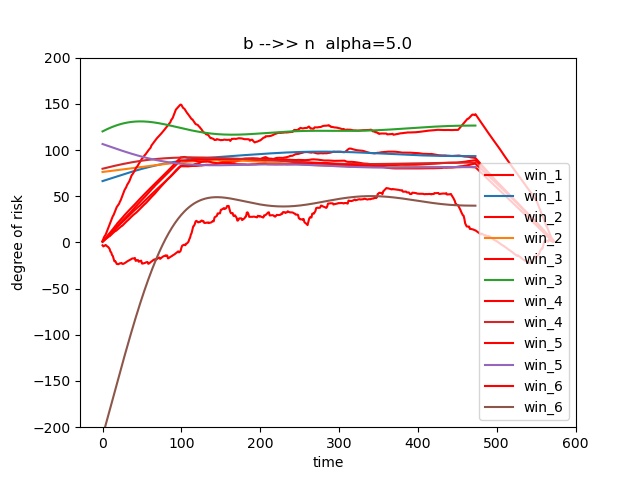 b -->> n  alpha=5.0
degree of risk
200
150
100
50
0
−50
−100
−150
−200
0 100 200 300 400 500 600
time
win_1
win_1
win_2
win_2
win_3
win_3
win_4
win_4
win_5
win_5
win_6
win_6